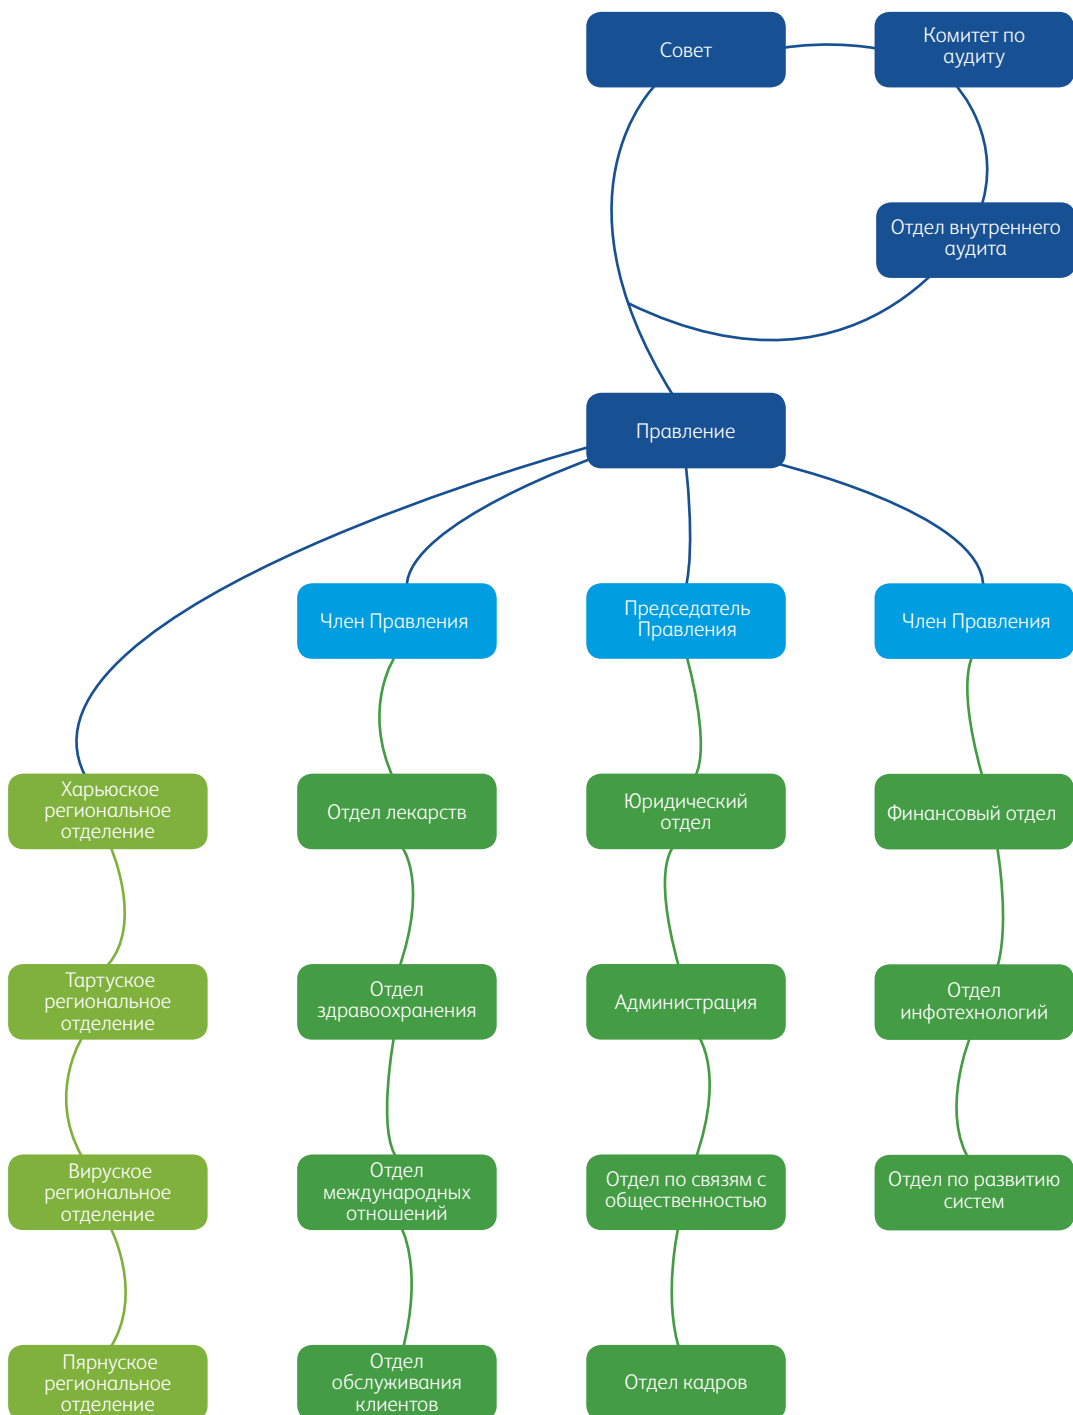 Совет
Комитет по
аудиту
Отдел внутреннего
аудита
Правление
Член Правления
Председатель
Правления
Член Правления
Харьюское
региональное
отделение
Отдел лекарств
Юридический
отдел
Финансовый отдел
Тартуское
региональное
отделение
Отдел
здравоохранения
Администрация
Отдел
инфотехнологий
Вируское
региональное
отделение
Отдел
международных
отношений
Отдел по связям с
общественностью
Отдел по развитию
систем
Пярнуское
региональное
отделение
Отдел
обслуживания
клиентов
Отдел кадров